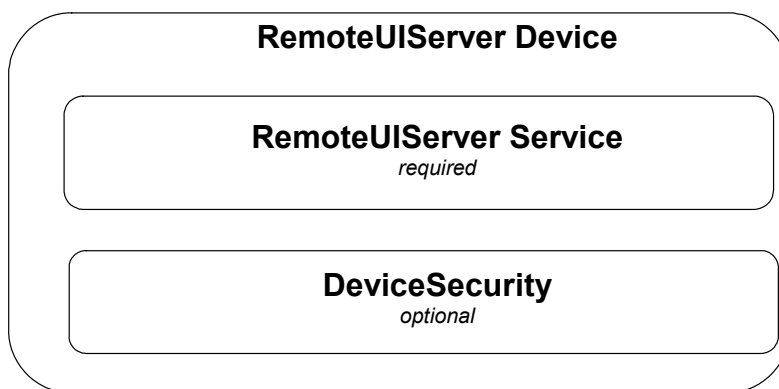 RemoteUIServer Device
RemoteUIServer Service
required
DeviceSecurity
optional